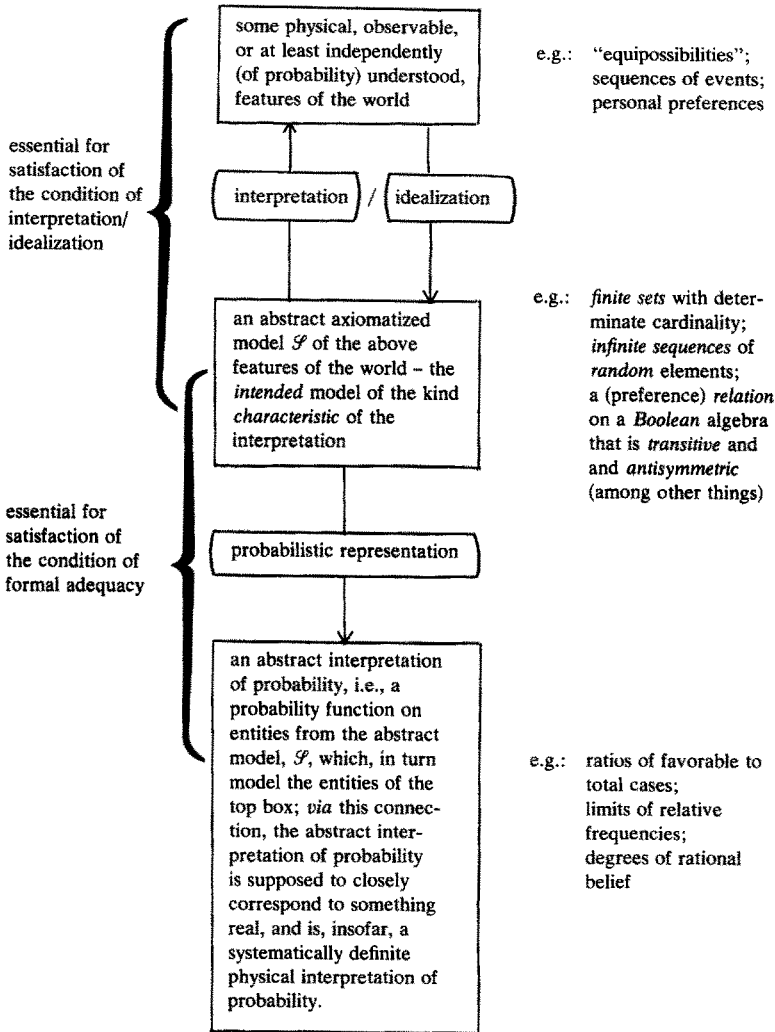 some physical, observable,
or at least independently
(of probability) understood,
features of the world
e.g.: “equipossibilities”;
sequences of events;
personal preferences
essential for
satisfaction of
the condition of
interpretation/
idealization
interpretation / idealization
an abstract axiomatized
model 𝒮 of the above
features of the world – the
intended model of the kind
characteristic of the
interpretation
e.g.: finite sets with deter-
minate cardinality;
infinite sequences of
random elements;
a (preference) relation
on a Boolean algebra
that is transitive and
and antisymmetric
(among other things)
essential for
satisfaction of
the condition of
formal adequacy
probabilistic representation
an abstract interpretation
of probability, i.e., a
probability function on
entities from the abstract
model, 𝒮, which, in turn
model the entities of the
top box; via this connec-
tion, the abstract inter-
pretation of probability
is supposed to closely
correspond to something
real, and is, insofar, a
systematically definite
physical interpretation of
probability.
e.g.: ratios of favorable to
total cases;
limits of relative
frequencies;
degrees of rational
belief